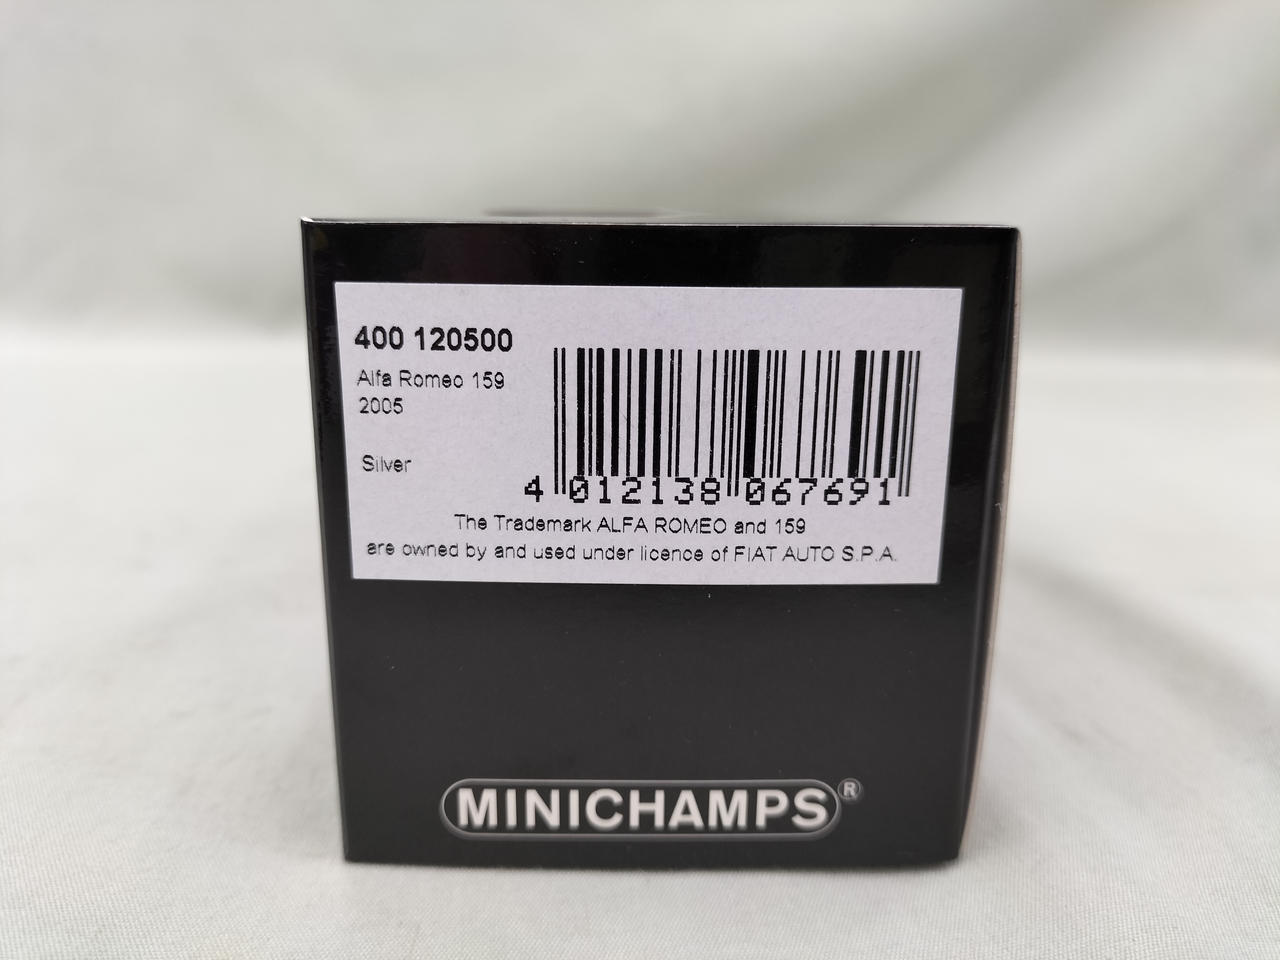 400 120500
Alfa Romeo 159
2005
Silver
4 012138 067691
The Trademark ALFA ROMEO and 159
are owned by and used under licence of FIAT AUTO S.P.A.
MINICHAMPS®